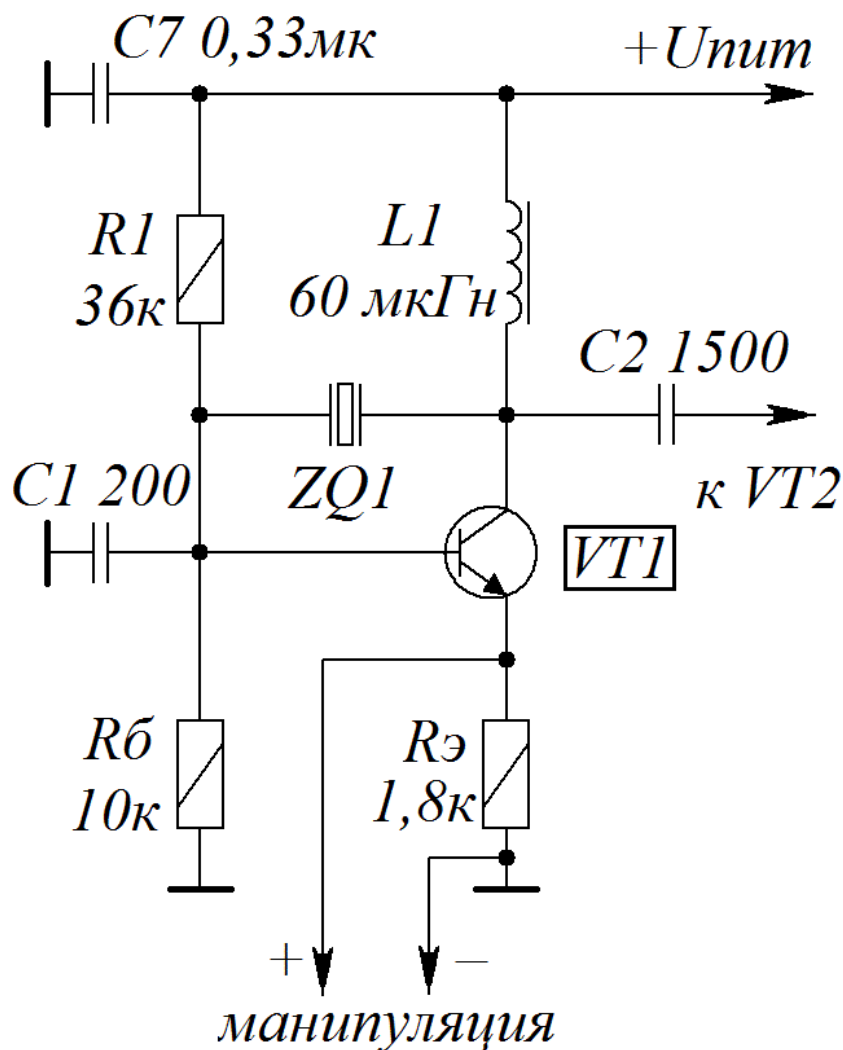 C7 0,33мк
+Uпит
R1
36к
L1
60 мкГн
C2 1500
к VT2
C1 200
ZQ1
VT1
Rб
10к
Rэ
1,8к
+
–
манипуляция